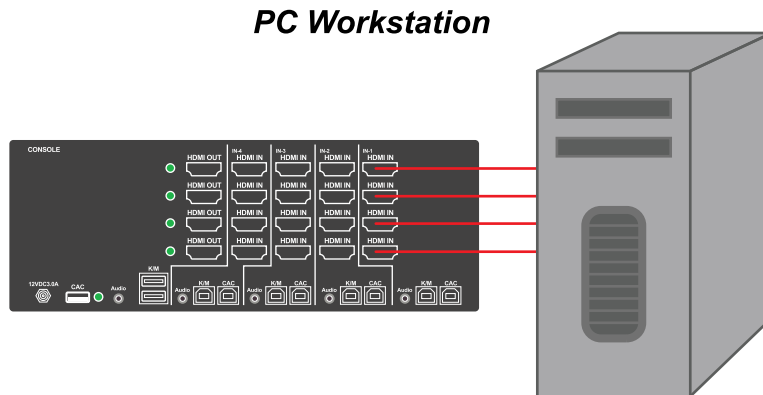 PC Workstation
CONSOLE
IN-4 IN-3 IN-2 IN-1
HDMI OUT HDMI IN HDMI IN HDMI IN HDMI IN
HDMI OUT HDMI IN HDMI IN HDMI IN HDMI IN
HDMI OUT HDMI IN HDMI IN HDMI IN HDMI IN
HDMI OUT HDMI IN HDMI IN HDMI IN HDMI IN
K/M
12VDC3.0A CAC Audio Audio K/M CAC Audio K/M CAC Audio K/M CAC Audio K/M CAC